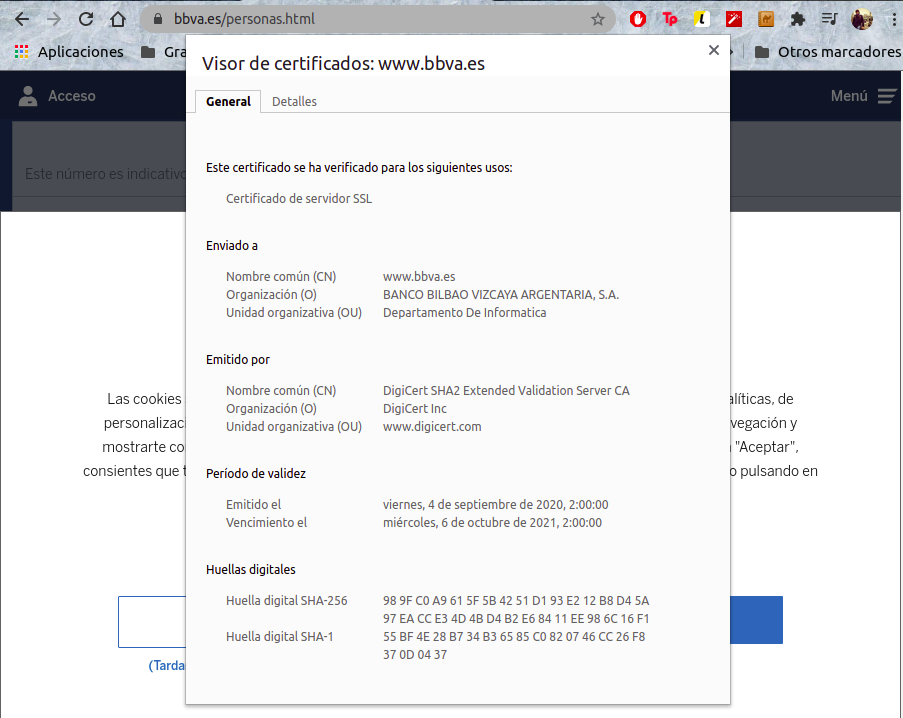 bbva.es/personas.html
Aplicaciones
Gra
Otros marcadores
Visor de certificados: www.bbva.es
Acceso
Menú
General Detalles
Este número es indicativo
Este certificado se ha verificado para los siguientes usos:
Certificado de servidor SSL
Enviado a
Nombre común (CN) www.bbva.es
Organización (O) BANCO BILBAO VIZCAYA ARGENTARIA, S.A.
Unidad organizativa (OU) Departamento De Informatica
Emitido por
Nombre común (CN) DigiCert SHA2 Extended Validation Server CA
Organización (O) DigiCert Inc
Unidad organizativa (OU) www.digicert.com
Las cookies alíticas, de
personalizaci vegación y
mostrarte co n "Aceptar",
consientes que t o pulsando en
Período de validez
Emitido el viernes, 4 de septiembre de 2020, 2:00:00
Vencimiento el miércoles, 6 de octubre de 2021, 2:00:00
Huellas digitales
Huella digital SHA-256 98 9F C0 A9 61 5F 5B 42 51 D1 93 E2 12 B8 D4 5A
97 EA CC E3 4D 4B D4 B2 E6 84 11 EE 98 6C 16 F1
Huella digital SHA-1 55 BF 4E 28 B7 34 B3 65 85 C0 82 07 46 CC 26 F8
37 0D 04 37
(Tarda